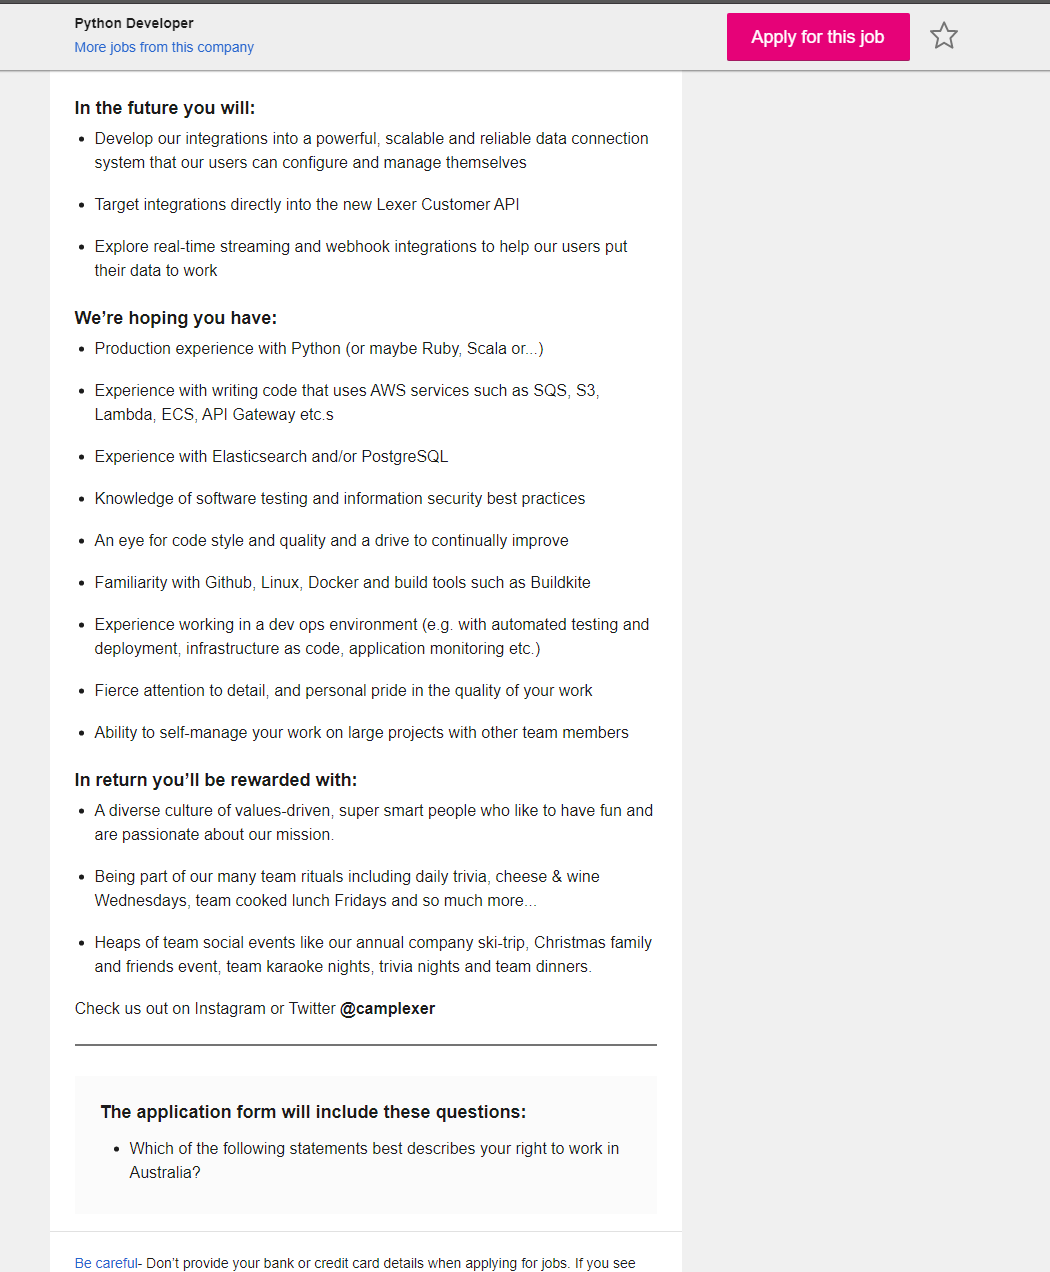 Python Developer
More jobs from this company
Apply for this job
In the future you will:
Develop our integrations into a powerful, scalable and reliable data connection
system that our users can configure and manage themselves
Target integrations directly into the new Lexer Customer API
Explore real-time streaming and webhook integrations to help our users put
their data to work
We’re hoping you have:
Production experience with Python (or maybe Ruby, Scala or...)
Experience with writing code that uses AWS services such as SQS, S3,
Lambda, ECS, API Gateway etc.s
Experience with Elasticsearch and/or PostgreSQL
Knowledge of software testing and information security best practices
An eye for code style and quality and a drive to continually improve
Familiarity with Github, Linux, Docker and build tools such as Buildkite
Experience working in a dev ops environment (e.g. with automated testing and
deployment, infrastructure as code, application monitoring etc.)
Fierce attention to detail, and personal pride in the quality of your work
Ability to self-manage your work on large projects with other team members
In return you’ll be rewarded with:
A diverse culture of values-driven, super smart people who like to have fun and
are passionate about our mission.
Being part of our many team rituals including daily trivia, cheese & wine
Wednesdays, team cooked lunch Fridays and so much more...
Heaps of team social events like our annual company ski-trip, Christmas family
and friends event, team karaoke nights, trivia nights and team dinners.
Check us out on Instagram or Twitter @camplexer
The application form will include these questions:
Which of the following statements best describes your right to work in
Australia?
Be careful- Don’t provide your bank or credit card details when applying for jobs. If you see